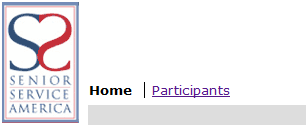 SENIOR
SERVICE
AMERICA
Home | Participants